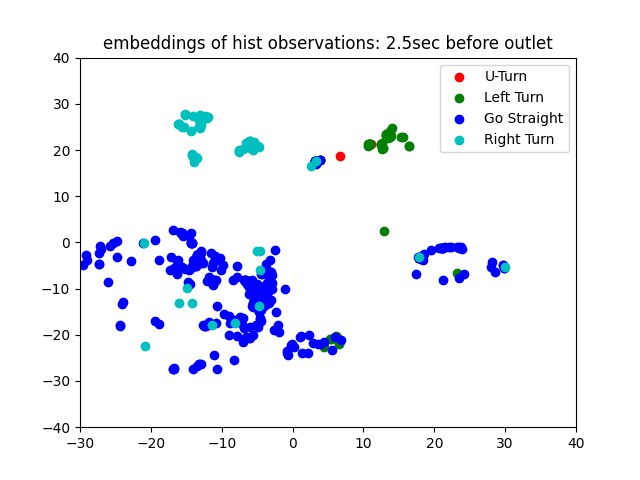 embeddings of hist observations: 2.5sec before outlet
U-Turn
Left Turn
Go Straight
Right Turn
40
30
20
10
0
−10
−20
−30
−40
−30 −20 −10 0 10 20 30 40